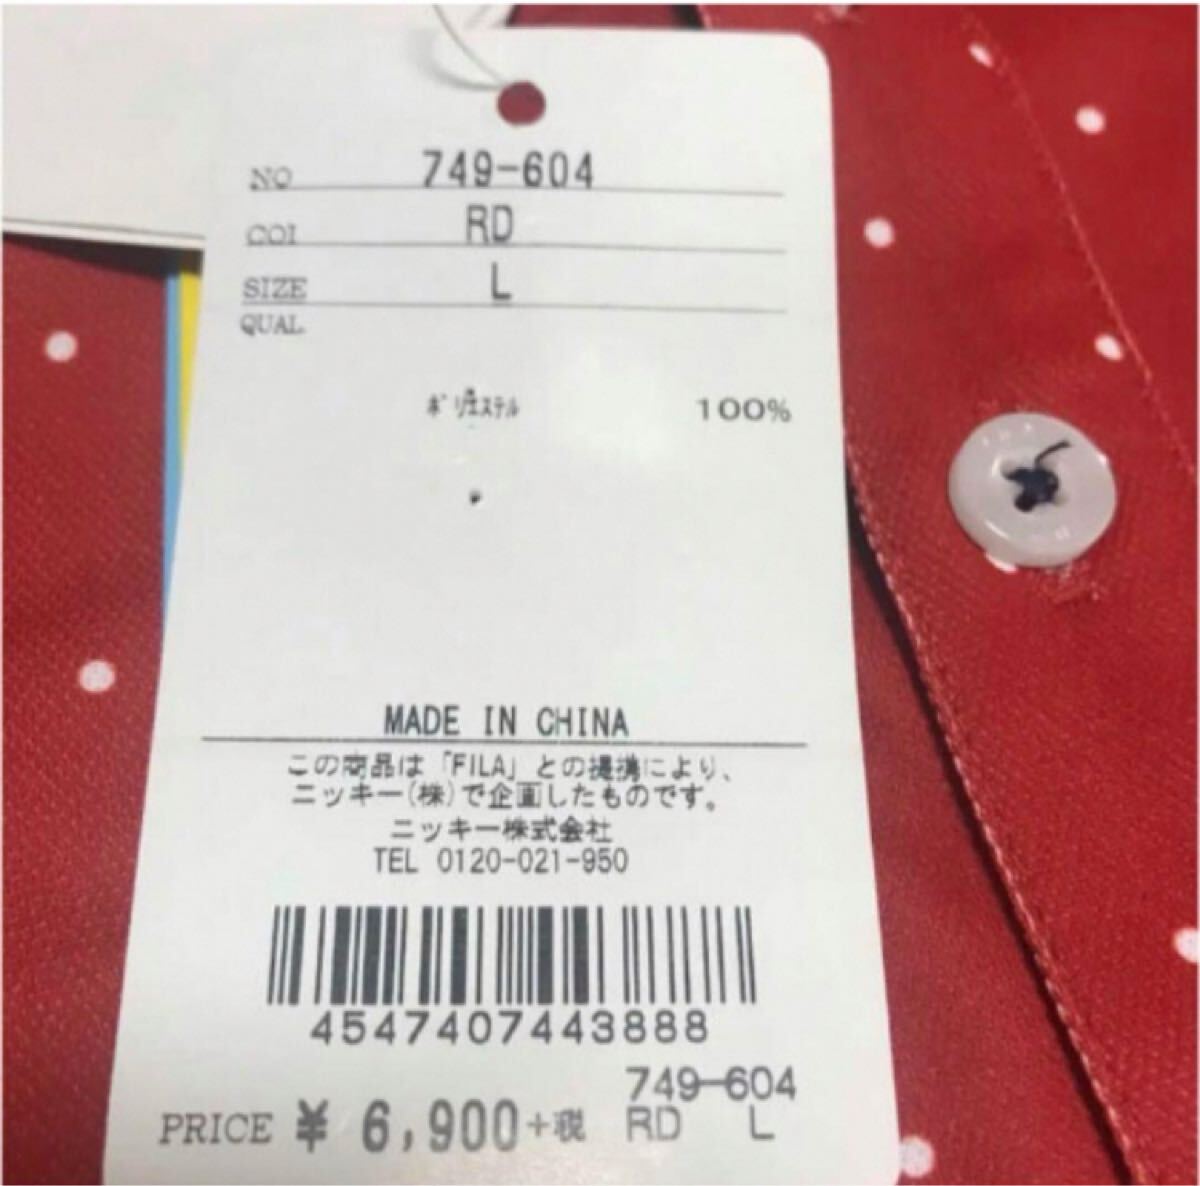 NO 749-604
COL RD
SIZE L
QUAL.
ポリエステル 100%
MADE IN CHINA
この商品は「FILA」との提携により、
ニッキー(株)で企画したものです。
ニッキー株式会社
TEL 0120-021-950
4547407443888
749-604
PRICE ¥ 6,900+税 RD L